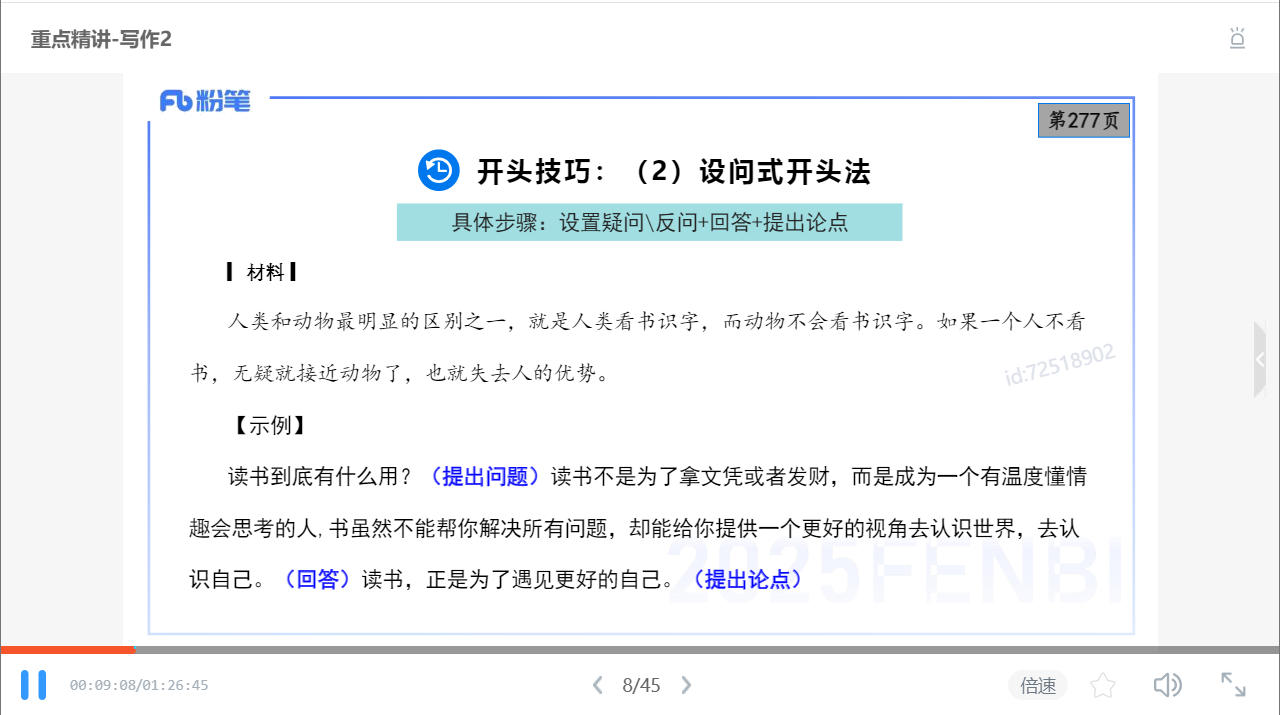 重点精讲-写作2
粉笔
第277页
开头技巧：（2）设问式开头法
具体步骤：设置疑问\反问+回答+提出论点
材料
人类和动物最明显的区别之一，就是人类看书识字，而动物不会看书识字。如果一个人不看
书，无疑就接近动物了，也就失去人的优势。
id:72518902
【示例】
读书到底有什么用？（提出问题）读书不是为了拿文凭或者发财，而是成为一个有温度懂情
趣会思考的人,书虽然不能帮你解决所有问题，却能给你提供一个更好的视角去认识世界，去认
识自己。（回答）读书，正是为了遇见更好的自己。（提出论点）
2025FENBI
00:09:08/01:26:45
8/45
倍速